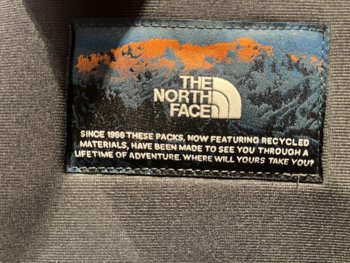 THE
NORTH
FACE
SINCE 1966 THESE PACKS, NOW FEATURING RECYCLED
MATERIALS, HAVE BEEN MADE TO SEE YOU THROUGH A
LIFETIME OF ADVENTURE. WHERE WILL YOURS TAKE YOU?